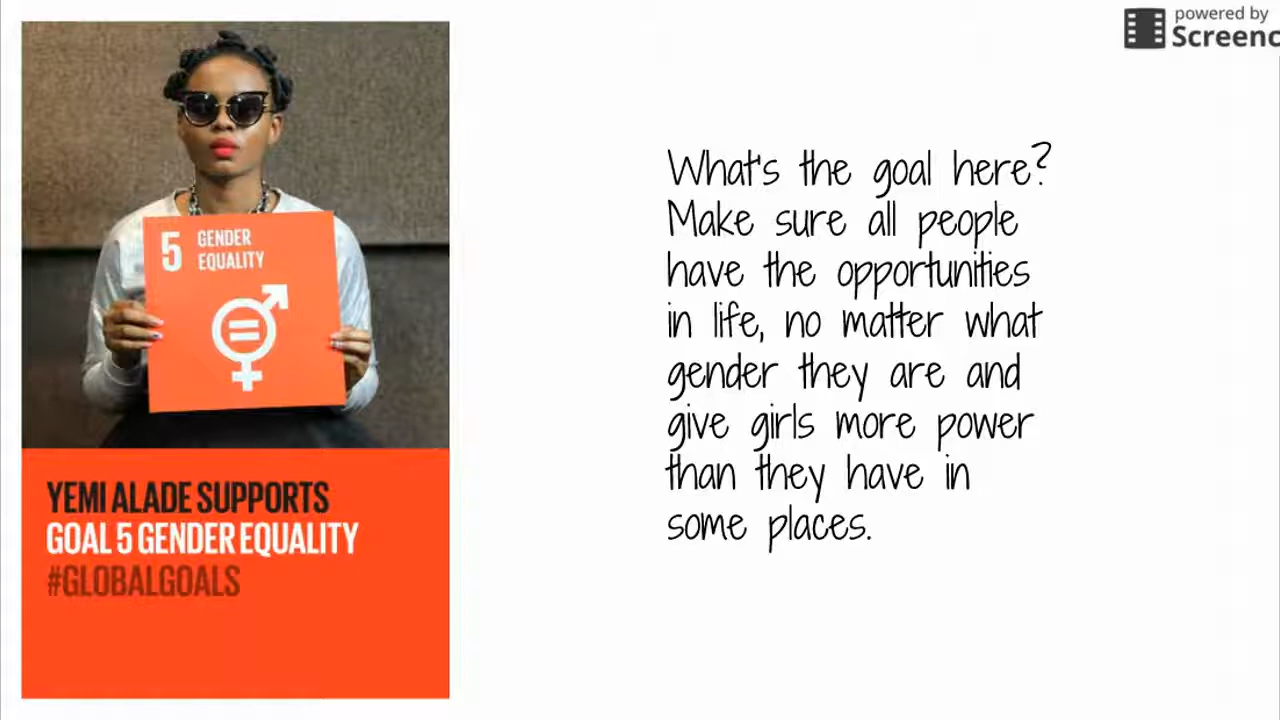 5 GENDER
EQUALITY
YEMI ALADE SUPPORTS
GOAL 5 GENDER EQUALITY
#GLOBALGOALS
What's the goal here?
Make sure all people
have the opportunities
in life, no matter what
gender they are and
give girls more power
than they have in
some places.
powered by